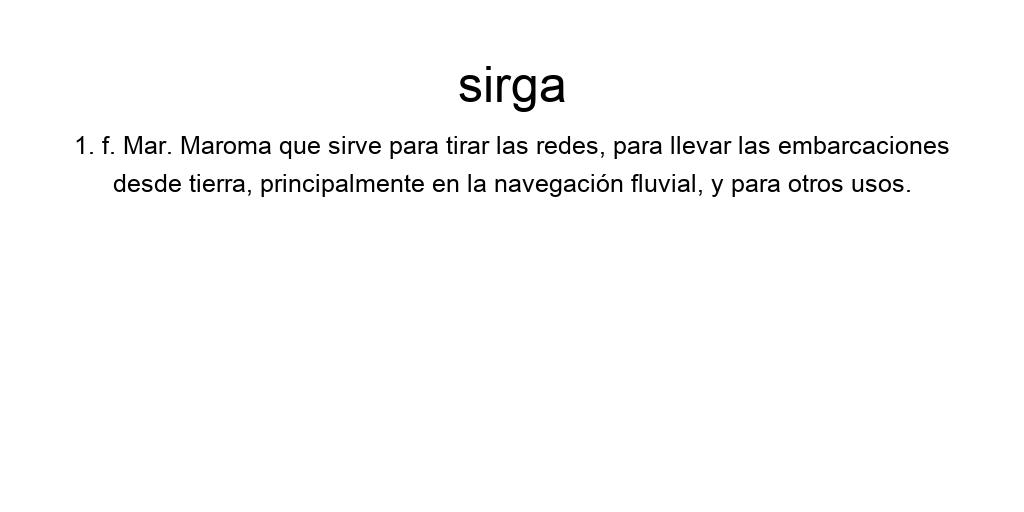 sirga
1. f. Mar. Maroma que sirve para tirar las redes, para llevar las embarcaciones
desde tierra, principalmente en la navegación fluvial, y para otros usos.